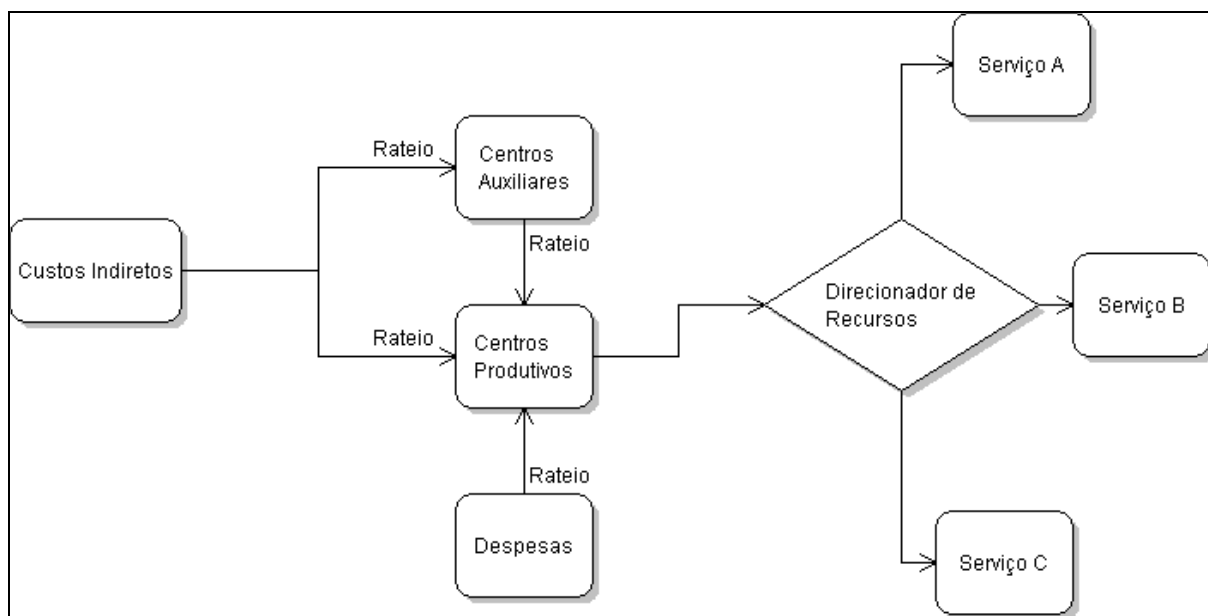 Serviço A
Rateio
Centros
Auxiliares
Rateio
Custos Indiretos
Rateio
Centros
Produtivos
Direcionador de
Recursos
Serviço B
Rateio
Despesas
Serviço C